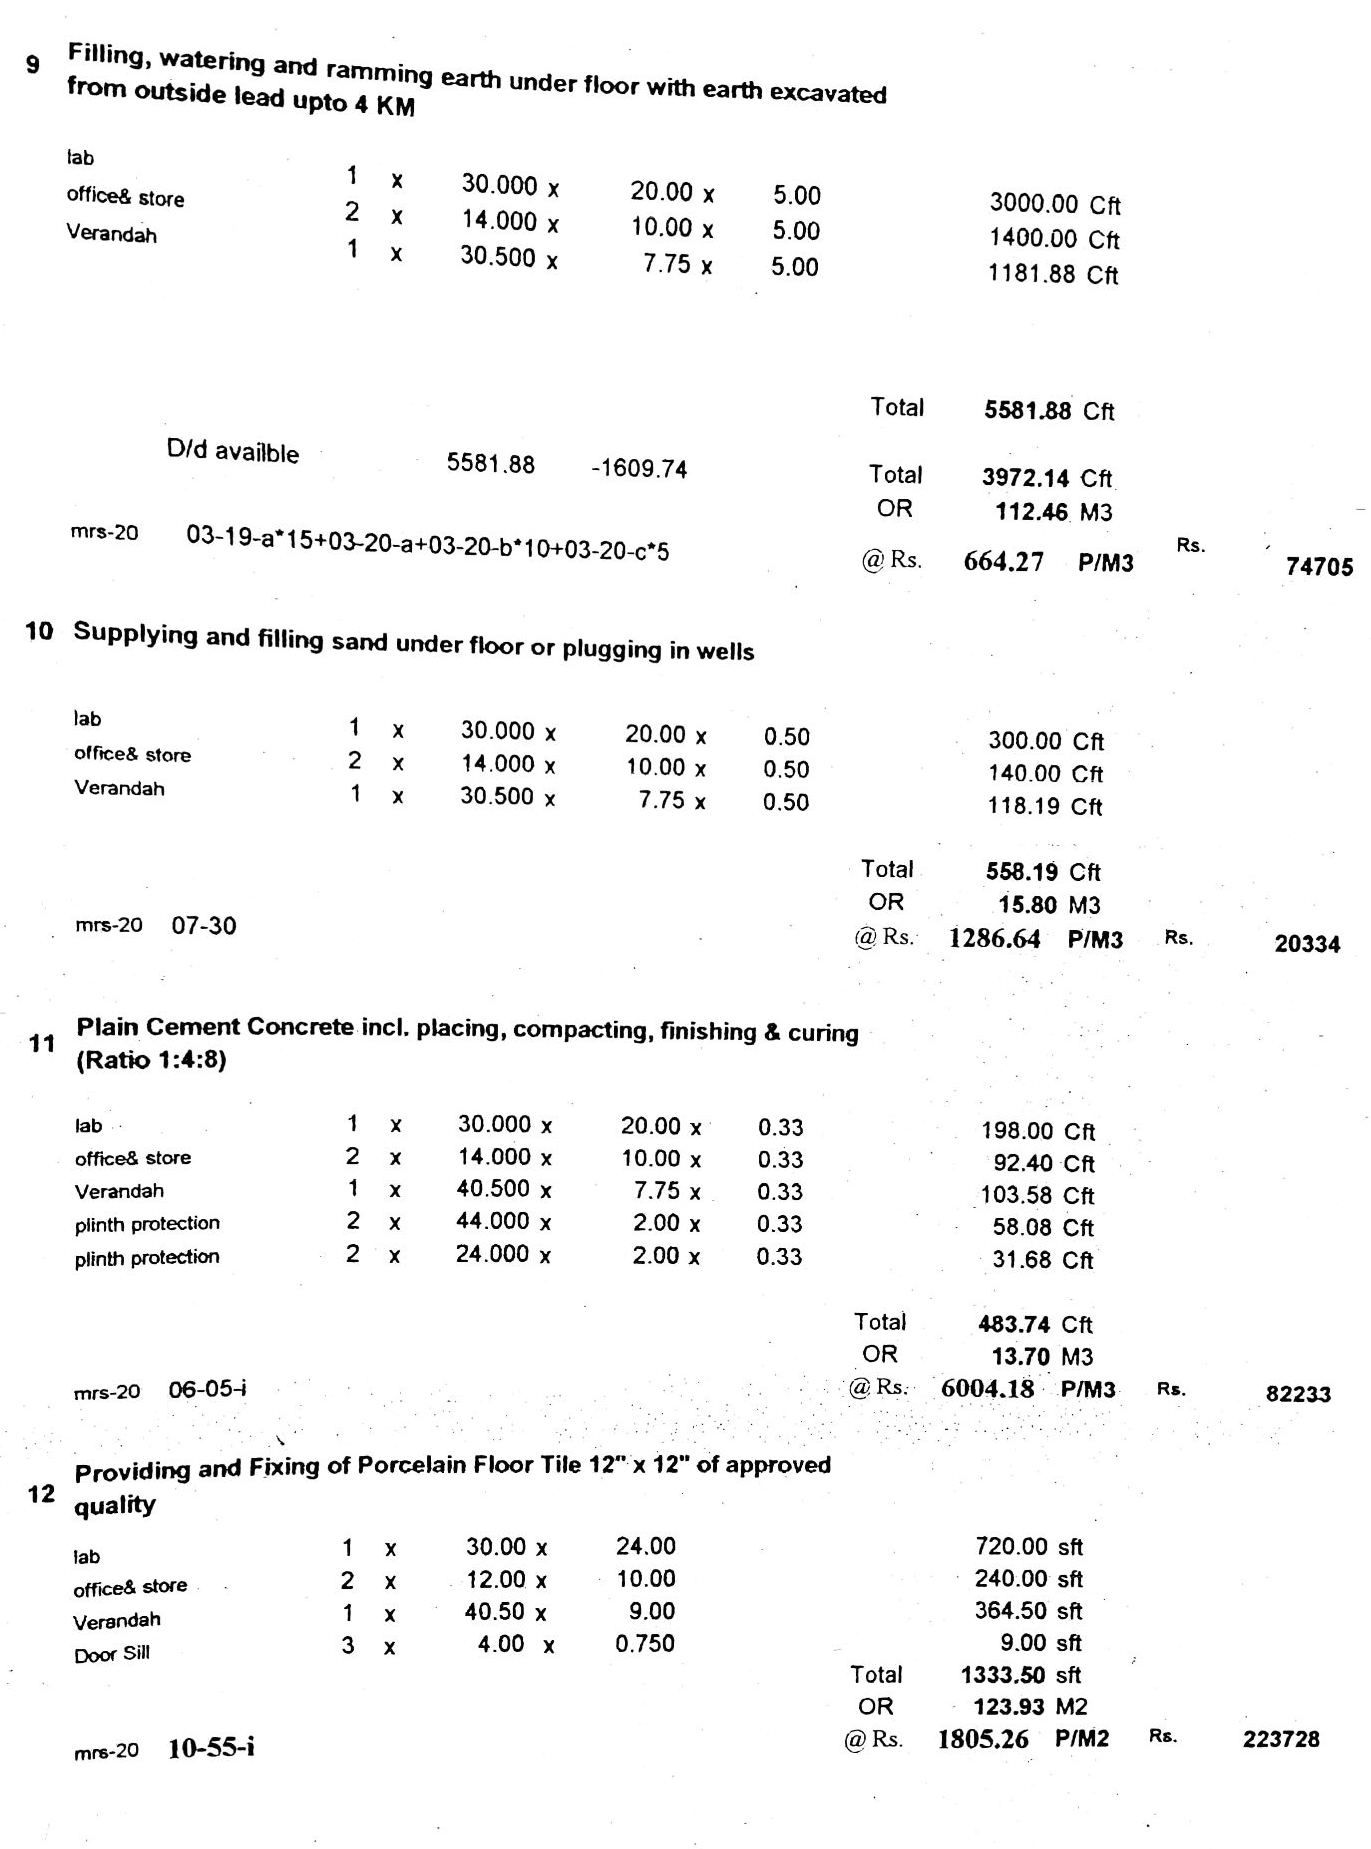 9 Filling, watering and ramming earth under floor with earth excavated
from outside lead upto 4 KM
lab 1 x 30.000 x 20.00 x 5.00 3000.00 Cft
office& store 2 x 14.000 x 10.00 x 5.00 1400.00 Cft
Verandah 1 x 30.500 x 7.75 x 5.00 1181.88 Cft
Total 5581.88 Cft
D/d availble 5581.88 -1609.74 Total 3972.14 Cft
OR 112.46 M3
mrs-20 03-19-a*15+03-20-a+03-20-b*10+03-20-c*5 @ Rs. 664.27 P/M3 Rs. 74705
10 Supplying and filling sand under floor or plugging in wells
lab 1 x 30.000 x 20.00 x 0.50 300.00 Cft
office& store 2 x 14.000 x 10.00 x 0.50 140.00 Cft
Verandah 1 x 30.500 x 7.75 x 0.50 118.19 Cft
Total 558.19 Cft
OR 15.80 M3
mrs-20 07-30 @ Rs. 1286.64 P/M3 Rs. 20334
11 Plain Cement Concrete incl. placing, compacting, finishing & curing
(Ratio 1:4:8)
lab 1 x 30.000 x 20.00 x 0.33 198.00 Cft
office& store 2 x 14.000 x 10.00 x 0.33 92.40 Cft
Verandah 1 x 40.500 x 7.75 x 0.33 103.58 Cft
plinth protection 2 x 44.000 x 2.00 x 0.33 58.08 Cft
plinth protection 2 x 24.000 x 2.00 x 0.33 31.68 Cft
Total 483.74 Cft
OR 13.70 M3
mrs-20 06-05-i @ Rs. 6004.18 P/M3 Rs. 82233
12 Providing and Fixing of Porcelain Floor Tile 12" x 12" of approved
quality
lab 1 x 30.00 x 24.00 720.00 sft
office& store 2 x 12.00 x 10.00 240.00 sft
Verandah 1 x 40.50 x 9.00 364.50 sft
Door Sill 3 x 4.00 x 0.750 9.00 sft
Total 1333.50 sft
OR 123.93 M2
mrs-20 10-55-i @ Rs. 1805.26 P/M2 Rs. 223728